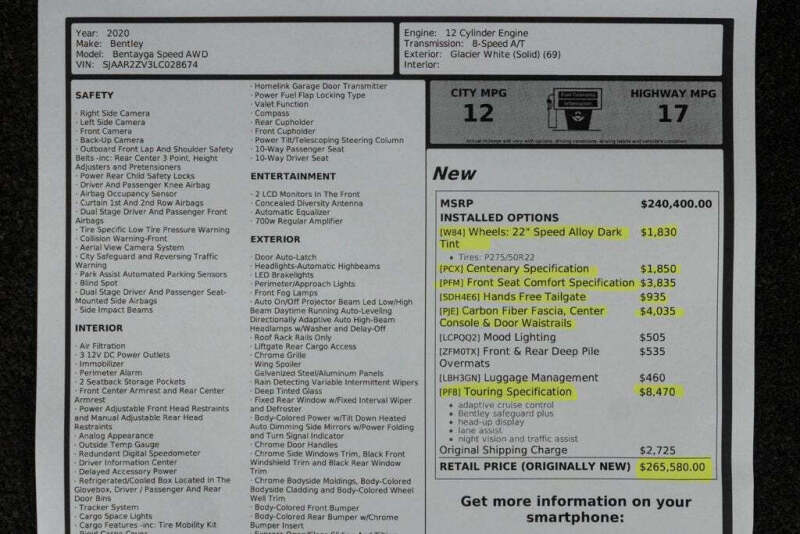 Year: 2020
Make: Bentley
Model: Bentayga Speed AWD
VIN: SJAAR2ZV3LC028674
Engine: 12 Cylinder Engine
Transmission: 8-Speed A/T
Exterior: Glacier White (Solid) (69)
Interior:
SAFETY
· Right Side Camera
· Left Side Camera
· Front Camera
· Back-Up Camera
· Outboard Front Lap And Shoulder Safety
Belts -inc: Rear Center 3 Point, Height
Adjusters and Pretensioners
· Power Rear Child Safety Locks
· Driver And Passenger Knee Airbag
· Airbag Occupancy Sensor
· Curtain 1st And 2nd Row Airbags
· Dual Stage Driver And Passenger Front
Airbags
· Tire Specific Low Tire Pressure Warning
· Collision Warning-Front
· Aerial View Camera System
· City Safeguard and Reversing Traffic
Warning
· Park Assist Automated Parking Sensors
· Blind Spot
· Dual Stage Driver And Passenger Seat-
Mounted Side Airbags
· Side Impact Beams
INTERIOR
· Air Filtration
· 3 12V DC Power Outlets
· Immobilizer
· Perimeter Alarm
· 2 Seatback Storage Pockets
· Front Center Armrest and Rear Center
Armrest
· Power Adjustable Front Head Restraints
and Manual Adjustable Rear Head
Restraints
· Analog Appearance
· Outside Temp Gauge
· Redundant Digital Speedometer
· Driver Information Center
· Delayed Accessory Power
· Refrigerated/Cooled Box Located In The
Glovebox, Driver / Passenger And Rear
Door Bins
· Tracker System
· Cargo Space Lights
· Cargo Features -inc: Tire Mobility Kit
· Homelink Garage Door Transmitter
· Power Fuel Flap Locking Type
· Valet Function
· Compass
· Rear Cupholder
· Front Cupholder
· Power Tilt/Telescoping Steering Column
· 10-Way Passenger Seat
· 10-Way Driver Seat
ENTERTAINMENT
· 2 LCD Monitors In The Front
· Concealed Diversity Antenna
· Automatic Equalizer
· 700w Regular Amplifier
EXTERIOR
· Door Auto-Latch
· Headlights-Automatic Highbeams
· LED Brakelights
· Perimeter/Approach Lights
· Front Fog Lamps
· Auto On/Off Projector Beam Led Low/High
Beam Daytime Running Auto-Leveling
Directionally Adaptive Auto High-Beam
Headlamps w/Washer and Delay-Off
· Roof Rack Rails Only
· Liftgate Rear Cargo Access
· Chrome Grille
· Wing Spoiler
· Galvanized Steel/Aluminum Panels
· Rain Detecting Variable Intermittent Wipers
· Deep Tinted Glass
· Fixed Rear Window w/Fixed Interval Wiper
and Defroster
· Body-Colored Power w/Tilt Down Heated
Auto Dimming Side Mirrors w/Power Folding
and Turn Signal Indicator
· Chrome Door Handles
· Chrome Side Windows Trim, Black Front
Windshield Trim and Black Rear Window
Trim
· Chrome Bodyside Moldings, Body-Colored
Bodyside Cladding and Body-Colored Wheel
Well Trim
· Body-Colored Front Bumper
· Body-Colored Rear Bumper w/Chrome
Bumper Insert
CITY MPG
12
HIGHWAY MPG
17
Actual mileage will vary with options, driving conditions, driving habits and vehicle's condition.
New
MSRP $240,400.00
INSTALLED OPTIONS
[W84] Wheels: 22" Speed Alloy Dark $1,830
Tint
• Tires: P275/50R22
[PCX] Centenary Specification $1,850
[PFM] Front Seat Comfort Specification $3,835
[SDH4E6] Hands Free Tailgate $935
[PJE] Carbon Fiber Fascia, Center $4,035
Console & Door Waistrails
[LCPQQ2] Mood Lighting $505
[ZFM0TX] Front & Rear Deep Pile $535
Overmats
[LBH3GN] Luggage Management $460
[PFB] Touring Specification $8,470
• adaptive cruise control
• Bentley safeguard plus
• head-up display
• lane assist
• night vision and traffic assist
Original Shipping Charge $2,725
RETAIL PRICE (ORIGINALLY NEW) $265,580.00
Get more information on your
smartphone: